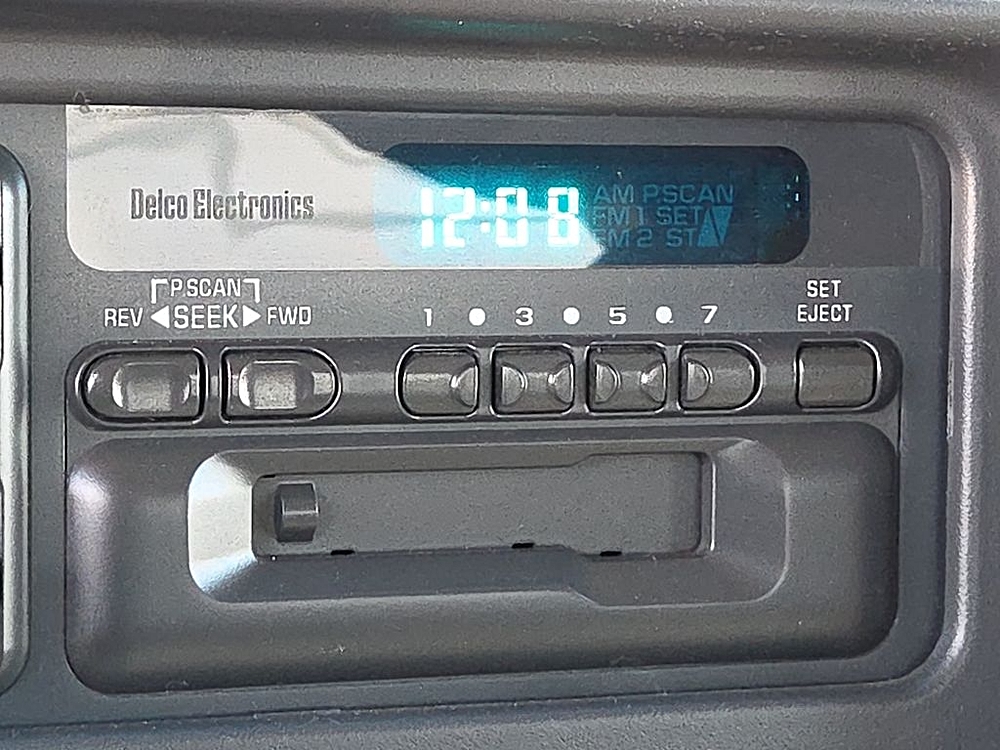 Delco Electronics
12:08
AM P.SCAN
FM 1 SET
FM 2 ST
P.SCAN
REV ◀SEEK▶ FWD
1 ● 3 ● 5 ● 7
SET
EJECT